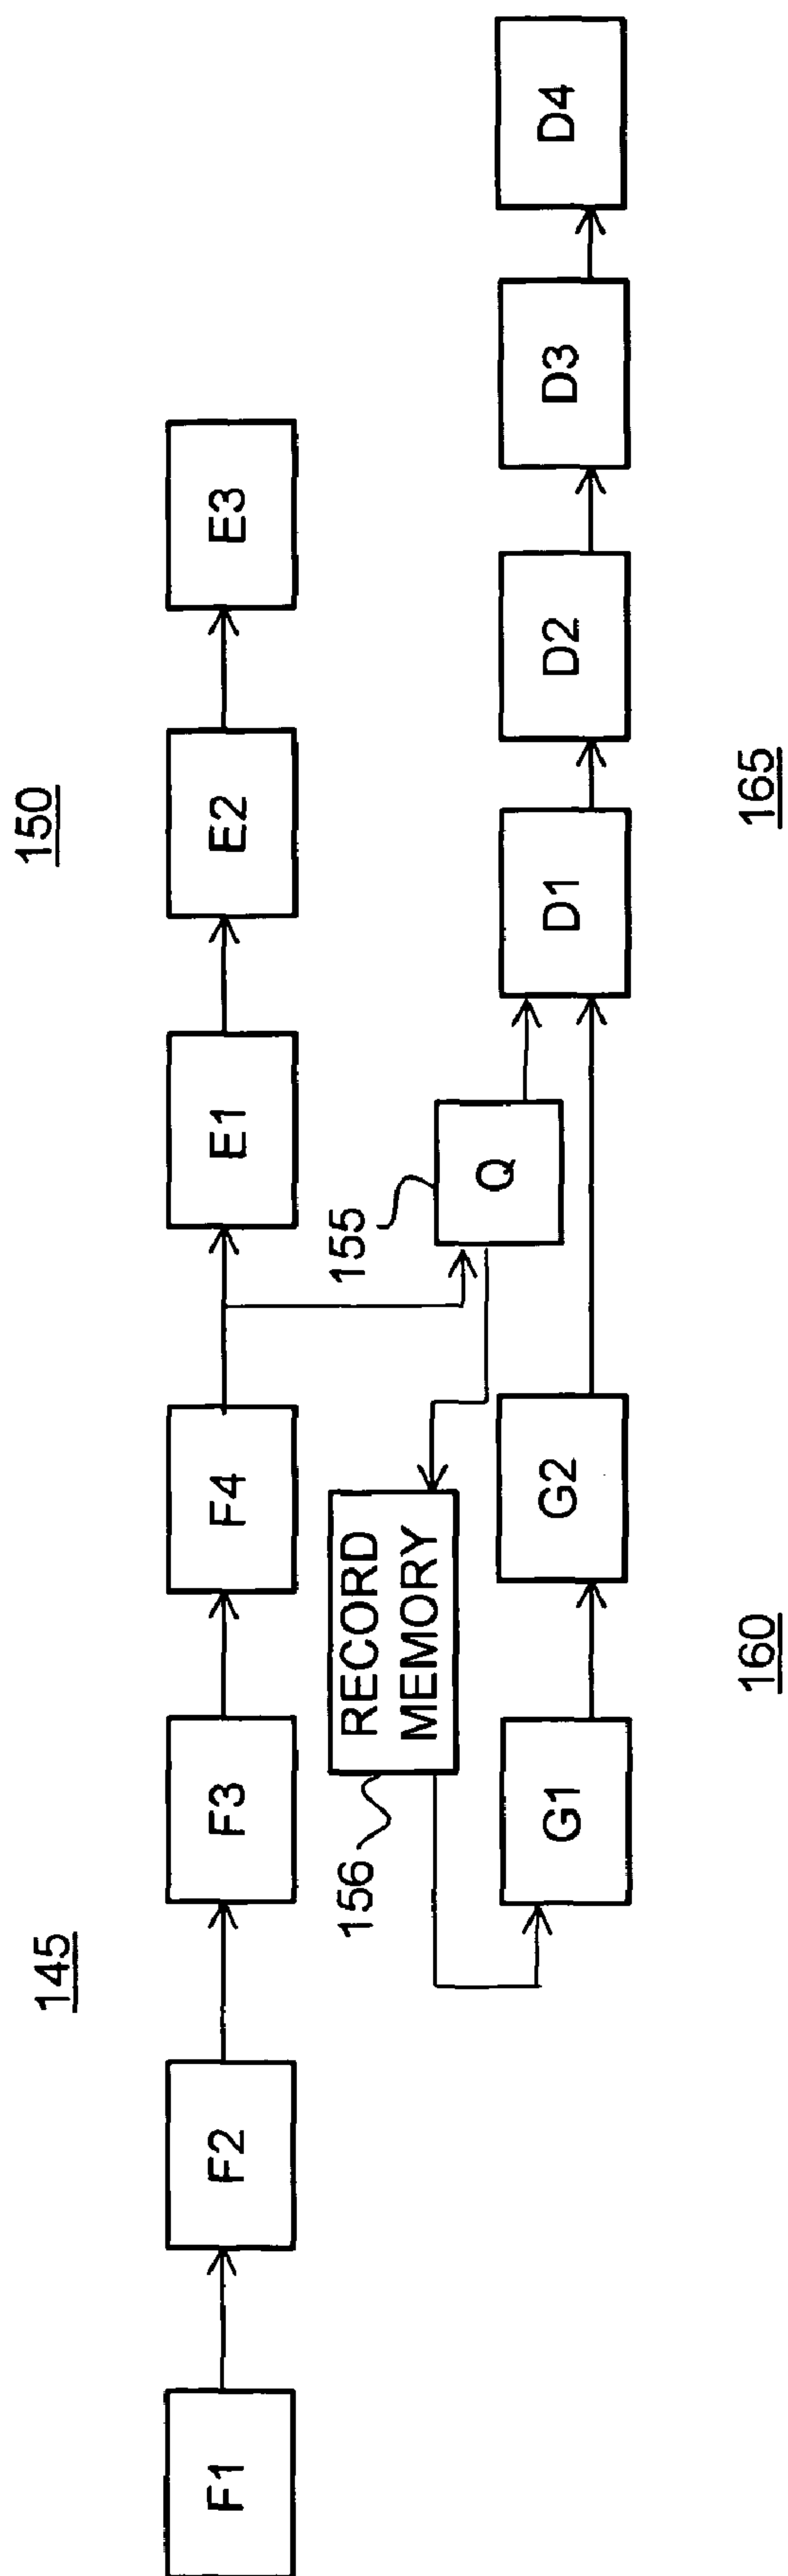 145
150
F1
F2
F3
F4
E1
E2
E3
156
RECORD
MEMORY
155
Q
G1
G2
D1
D2
D3
D4
160
165